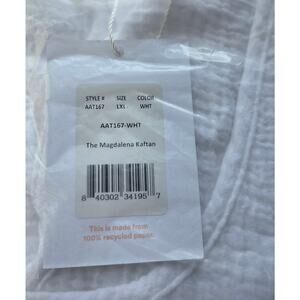 STYLE # SIZE COLOR
AAT167 LXL WHT
AAT167-WHT
The Magdalena Kaftan
8 40302 34195 7
This is made from
100% recycled paper.